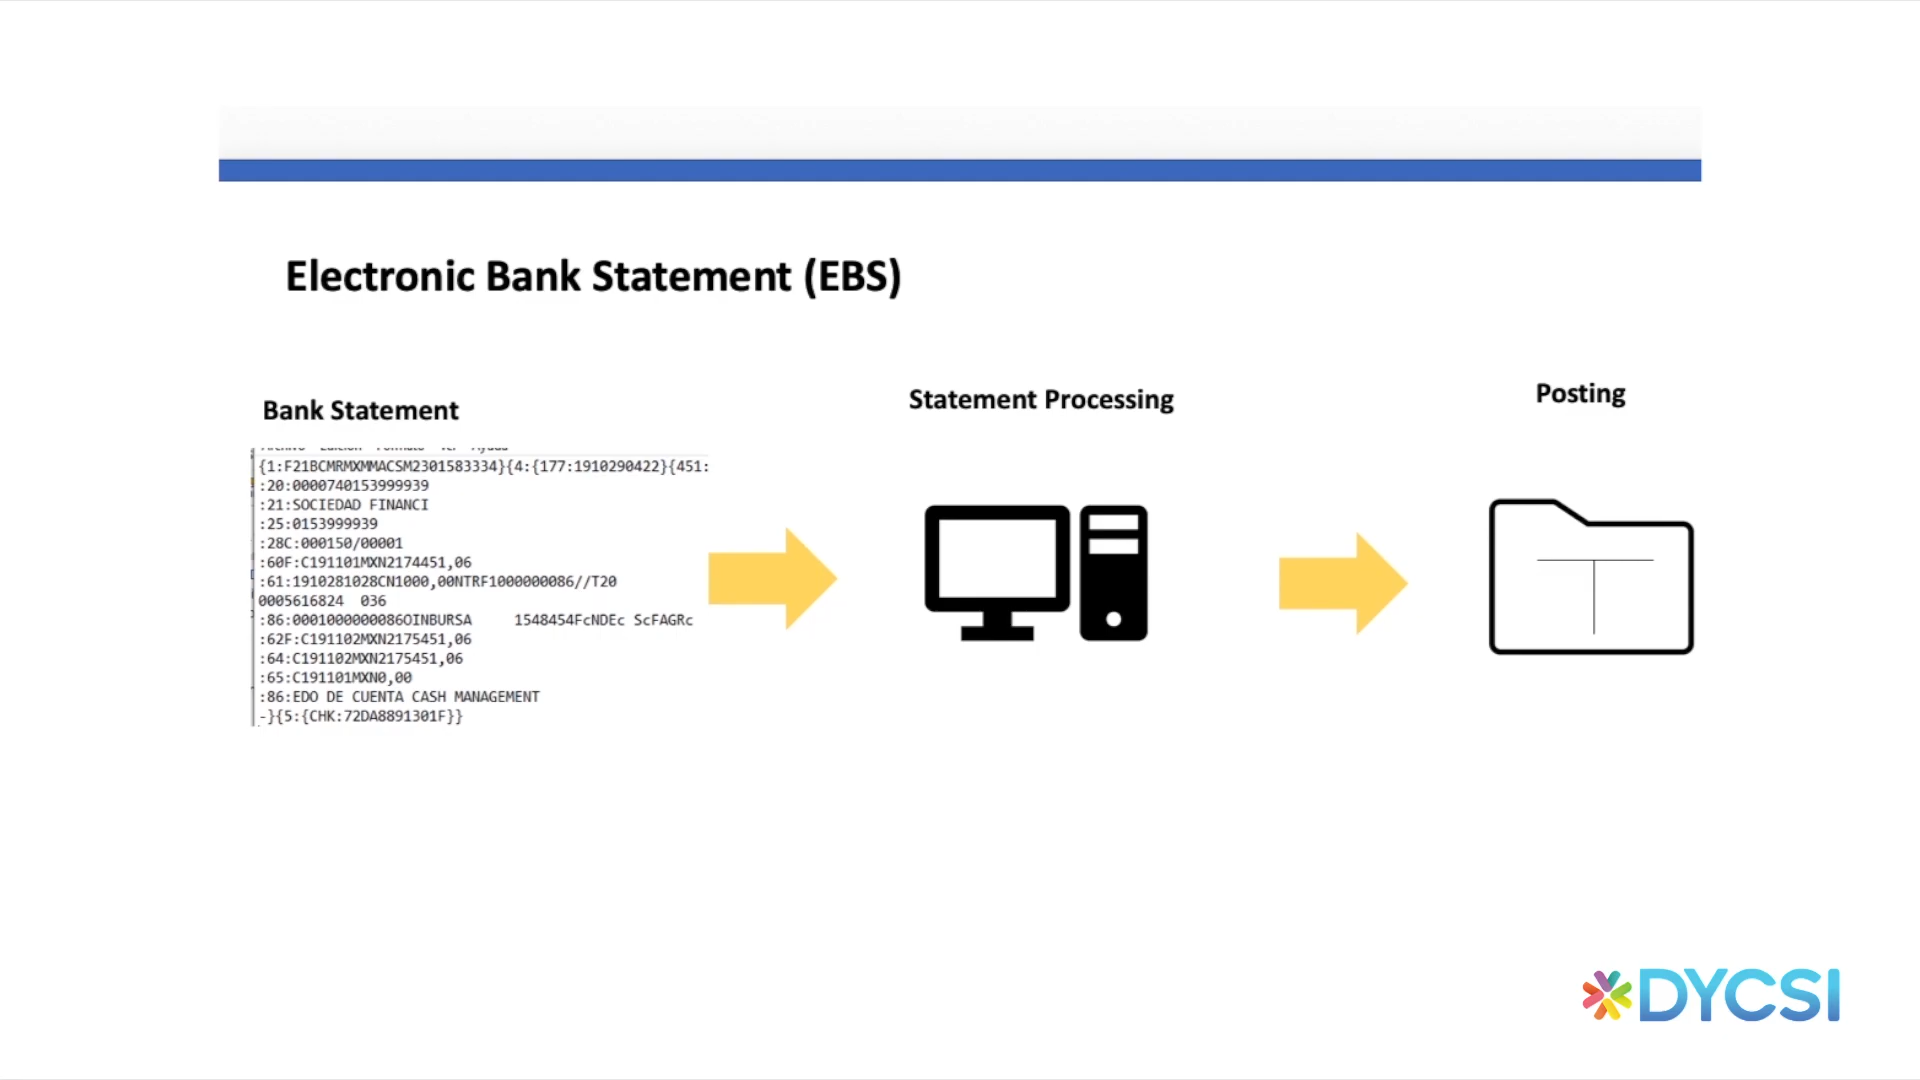 Electronic Bank Statement (EBS)
Bank Statement
Statement Processing
Posting
{1:F21BCMRMXMMACSM2301583334}{4:{177:1910290422}{451:
:20:0000740153999939
:21:SOCIEDAD FINANCI
:25:0153999939
:28C:000150/00001
:60F:C191101MXN2174451,06
:61:1910281028CN1000,00NTRF1000000086//T20
0005616824 036
:86:0001000000086OINBURSA 1548454FcNDEc ScFAGRc
:62F:C191102MXN2175451,06
:64:C191102MXN2175451,06
:65:C191101MXN0,00
:86:EDO DE CUENTA CASH MANAGEMENT
-}{5:{CHK:72DA8891301F}}
DYCSI